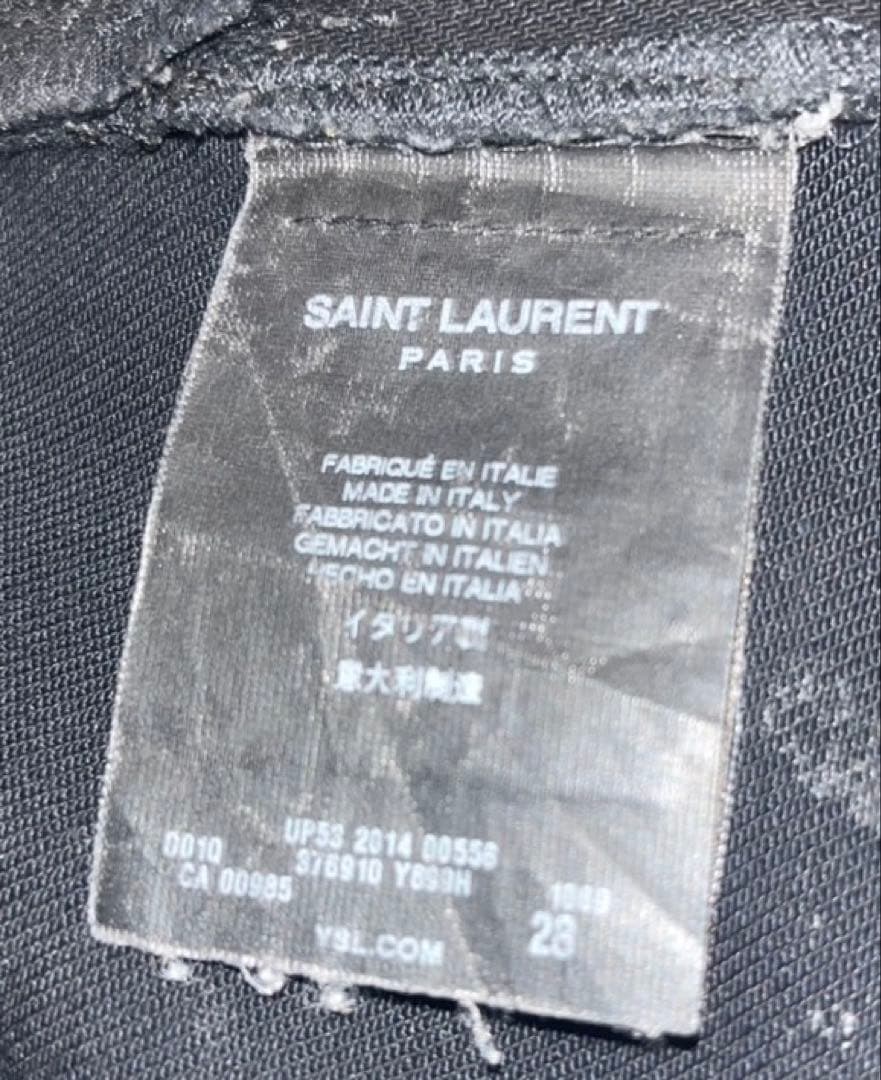 SAINT LAURENT
PARIS
FABRIQUÉ EN ITALIE
MADE IN ITALY
FABBRICATO IN ITALIA
GEMACHT IN ITALIEN
HECHO EN ITALIA
イタリア製
意大利制造
UP53 2014 00556
0010 376910
CA 00985
28
YSL.COM